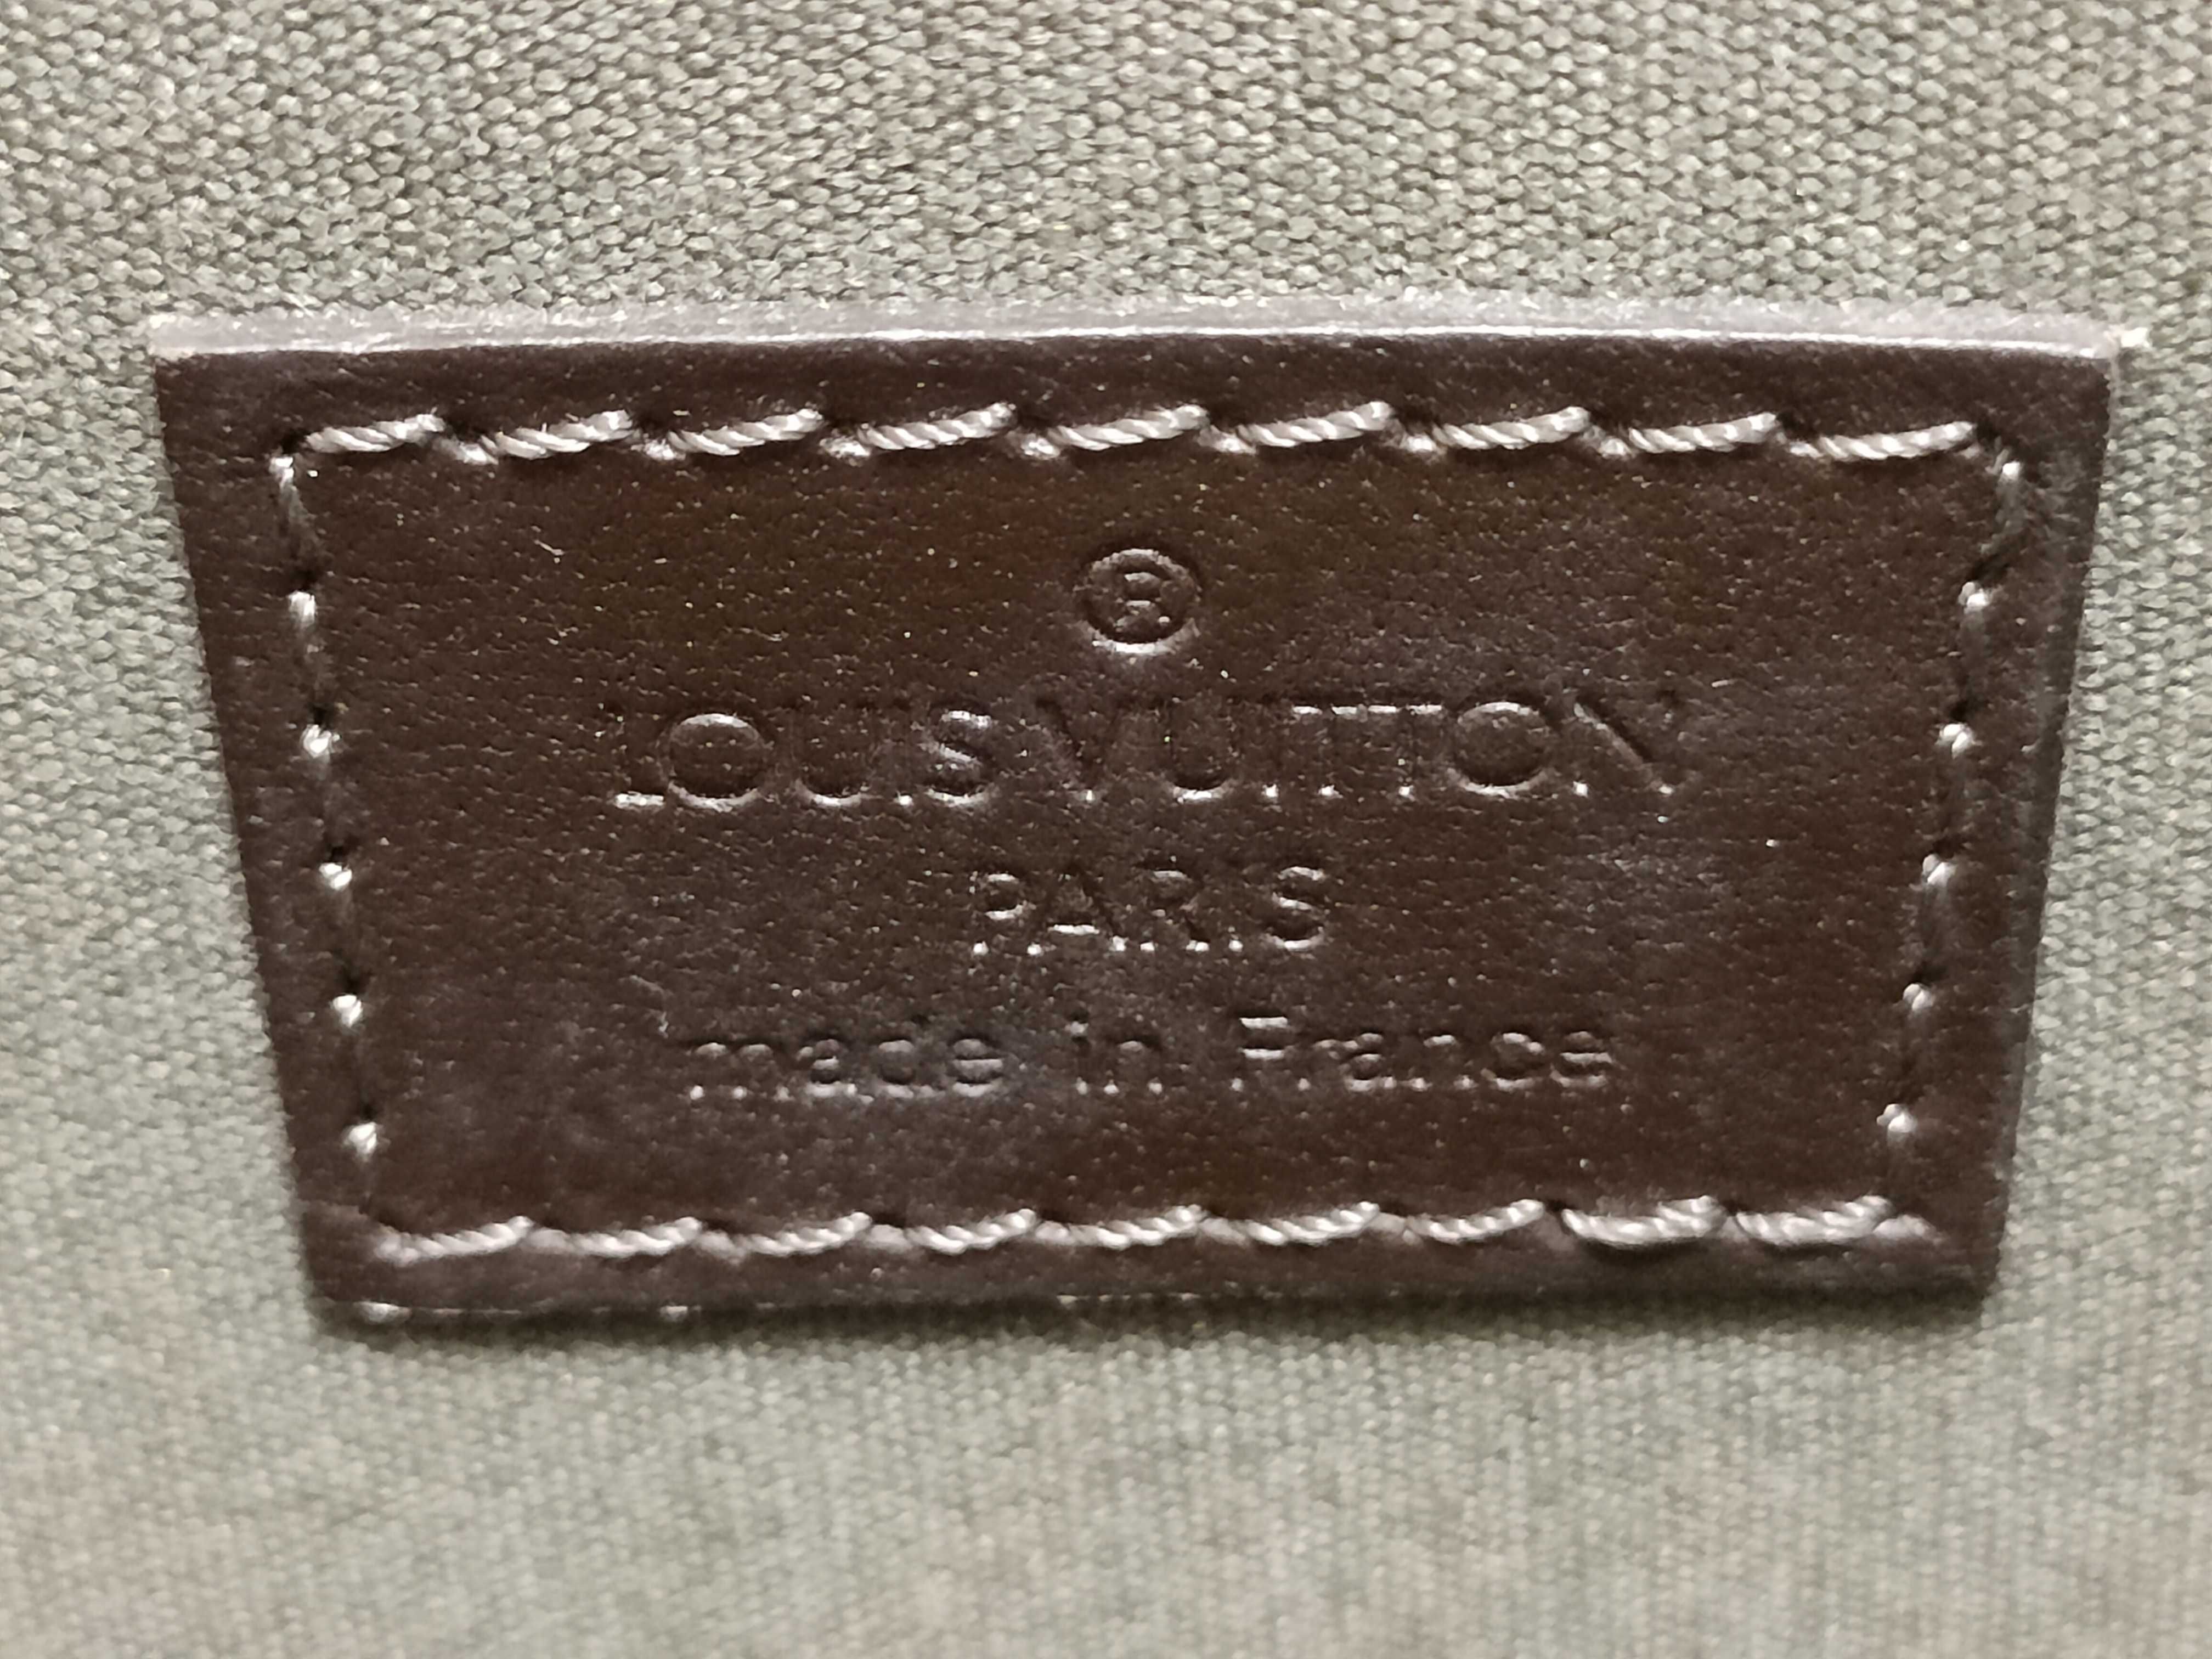 ®
LOUIS VUITTON
PARIS
made in France